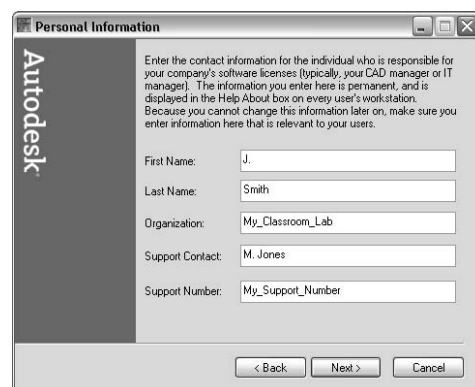 Personal Information
Autodesk
Enter the contact information for the individual who is responsible for
your company's software licenses (typically, your CAD manager or IT
manager). The information you enter here is permanent, and is
displayed in the Help About box on every user's workstation.
Because you cannot change this information later on, make sure you
enter information here that is relevant to your users.
First Name: J.
Last Name: Smith
Organization: My_Classroom_Lab
Support Contact: M. Jones
Support Number: My_Support_Number
< Back Next > Cancel